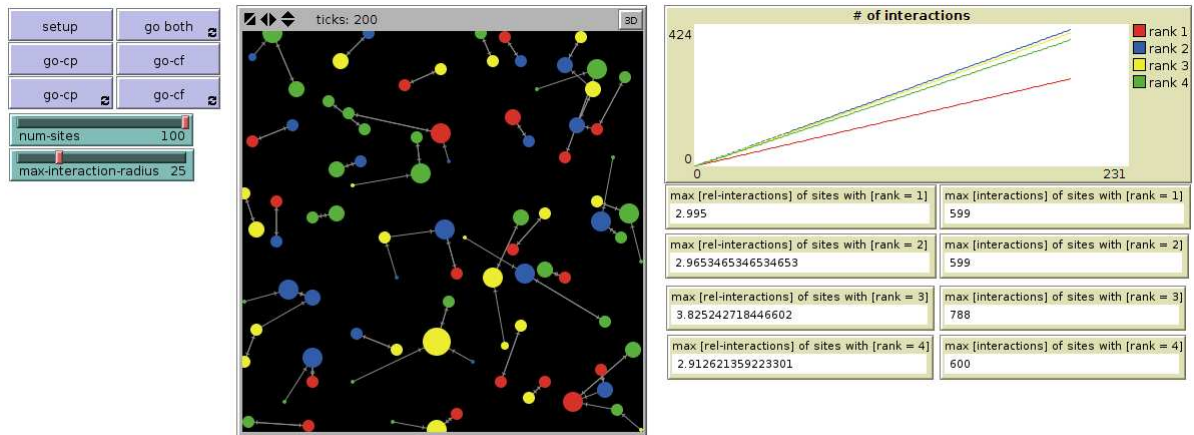 setup
go both
go-cp
go-cf
go-cp
go-cf
num-sites 100
max-interaction-radius 25
ticks: 200
3D
# of interactions
424
0
0
231
rank 1
rank 2
rank 3
rank 4
max [rel-interactions] of sites with [rank = 1]
2.995
max [interactions] of sites with [rank = 1]
599
max [rel-interactions] of sites with [rank = 2]
2.9653465346534653
max [interactions] of sites with [rank = 2]
599
max [rel-interactions] of sites with [rank = 3]
3.825242718446602
max [interactions] of sites with [rank = 3]
788
max [rel-interactions] of sites with [rank = 4]
2.912621359223301
max [interactions] of sites with [rank = 4]
600